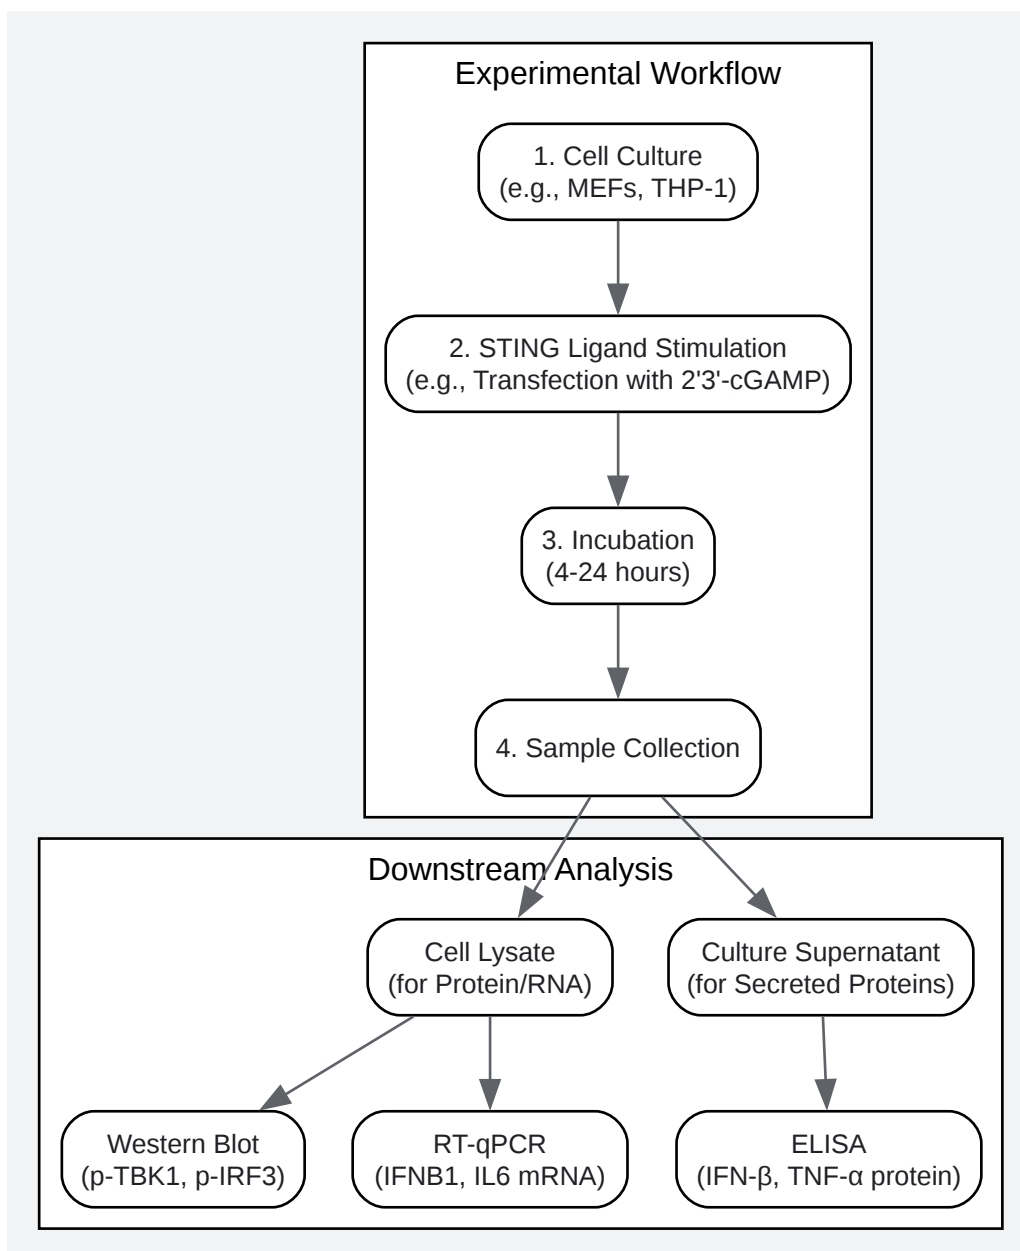 Experimental Workflow
1. Cell Culture
(e.g., MEFs, THP-1)
2. STING Ligand Stimulation
(e.g., Transfection with 2'3'-cGAMP)
3. Incubation
(4-24 hours)
4. Sample Collection
Downstream Analysis
Cell Lysate
(for Protein/RNA)
Culture Supernatant
(for Secreted Proteins)
Western Blot
(p-TBK1, p-IRF3)
RT-qPCR
(IFNB1, IL6 mRNA)
ELISA
(IFN-β, TNF-α protein)